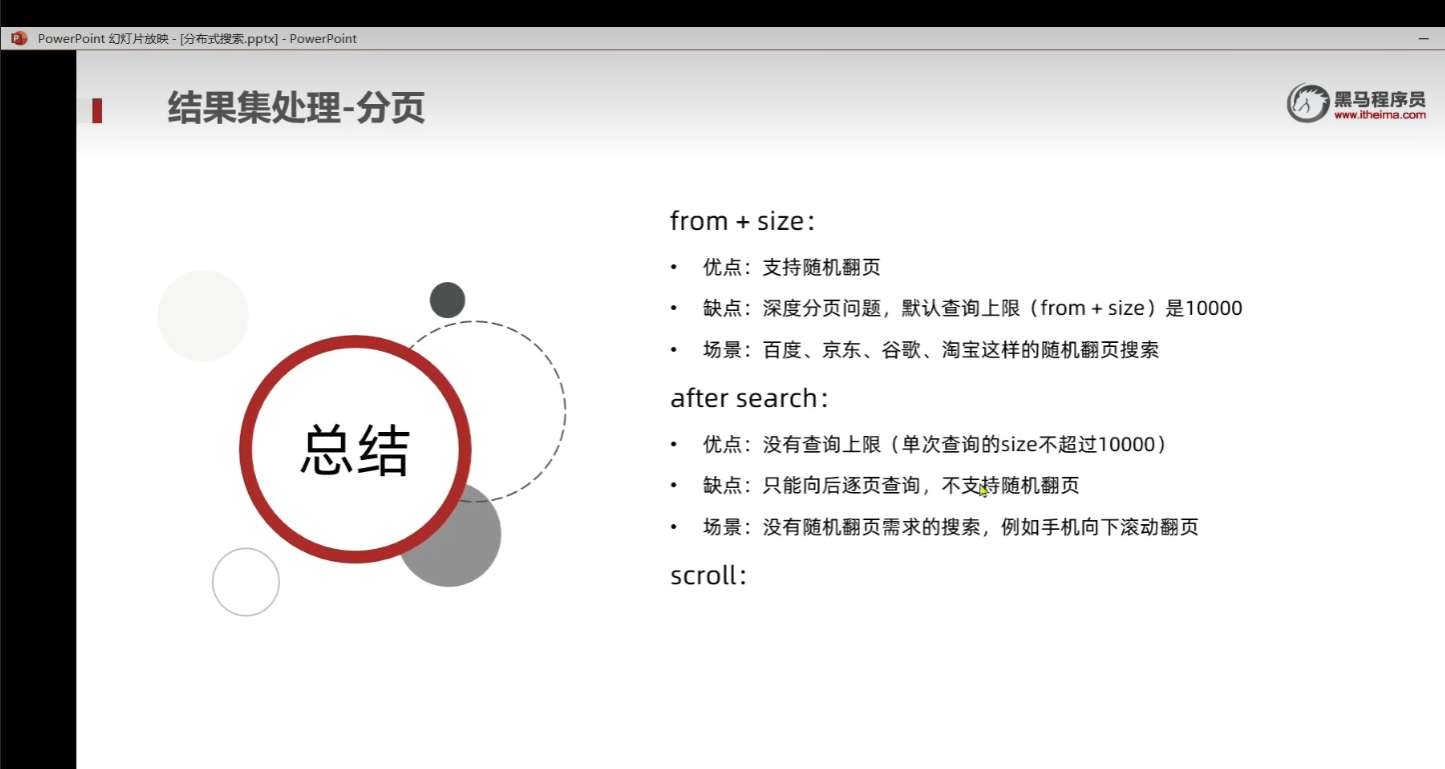 PowerPoint 幻灯片放映 - [分布式搜索.pptx] - PowerPoint
结果集处理-分页
黑马程序员
www.itheima.com
总结
from + size：
• 优点：支持随机翻页
• 缺点：深度分页问题，默认查询上限（from + size）是10000
• 场景：百度、京东、谷歌、淘宝这样的随机翻页搜索
after search：
• 优点：没有查询上限（单次查询的size不超过10000）
• 缺点：只能向后逐页查询，不支持随机翻页
• 场景：没有随机翻页需求的搜索，例如手机向下滚动翻页
scroll：